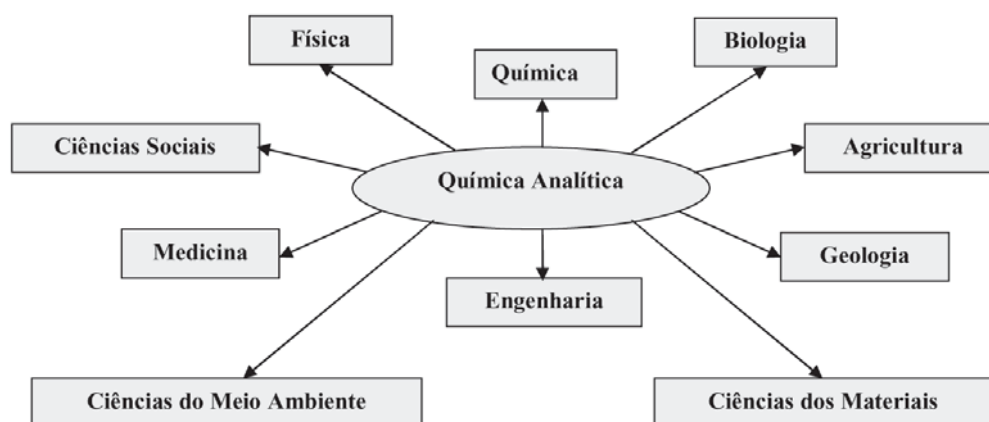 Física
Química
Biologia
Ciências Sociais
Química Analítica
Agricultura
Medicina
Engenharia
Geologia
Ciências do Meio Ambiente
Ciências dos Materiais